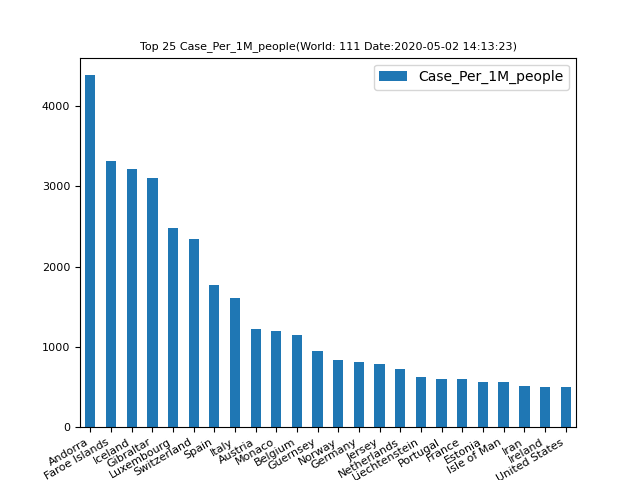 Top 25 Case_Per_1M_people(World: 111 Date:2020-05-02 14:13:23)
Case_Per_1M_people
4000
3000
2000
1000
0
Andorra
Faroe Islands
Iceland
Gibraltar
Luxembourg
Switzerland
Spain
Italy
Austria
Monaco
Belgium
Guernsey
Norway
Germany
Jersey
Netherlands
Liechtenstein
Portugal
France
Estonia
Isle of Man
Iran
Ireland
United States